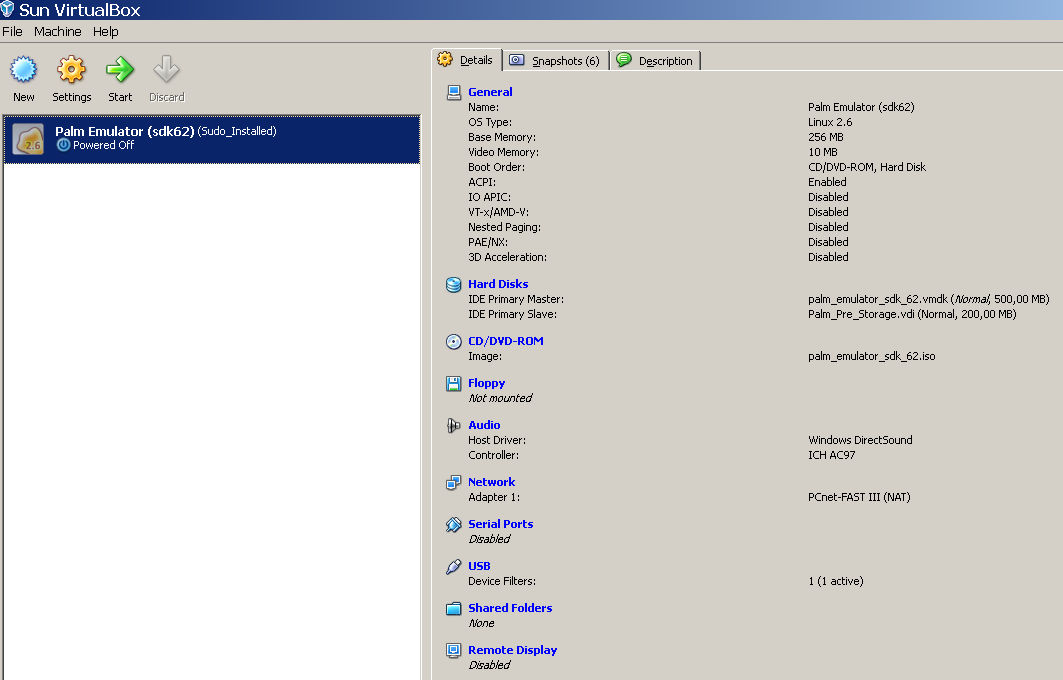 Sun VirtualBox
File Machine Help
New Settings Start Discard
Palm Emulator (sdk62) (Sudo_Installed)
Powered Off
2.6
Details Snapshots (6) Description
General
Name: Palm Emulator (sdk62)
OS Type: Linux 2.6
Base Memory: 256 MB
Video Memory: 10 MB
Boot Order: CD/DVD-ROM, Hard Disk
ACPI: Enabled
IO APIC: Disabled
VT-x/AMD-V: Disabled
Nested Paging: Disabled
PAE/NX: Disabled
3D Acceleration: Disabled
Hard Disks
IDE Primary Master: palm_emulator_sdk_62.vmdk (Normal, 500,00 MB)
IDE Primary Slave: Palm_Pre_Storage.vdi (Normal, 200,00 MB)
CD/DVD-ROM
Image: palm_emulator_sdk_62.iso
Floppy
Not mounted
Audio
Host Driver: Windows DirectSound
Controller: ICH AC97
Network
Adapter 1: PCnet-FAST III (NAT)
Serial Ports
Disabled
USB
Device Filters: 1 (1 active)
Shared Folders
None
Remote Display
Disabled